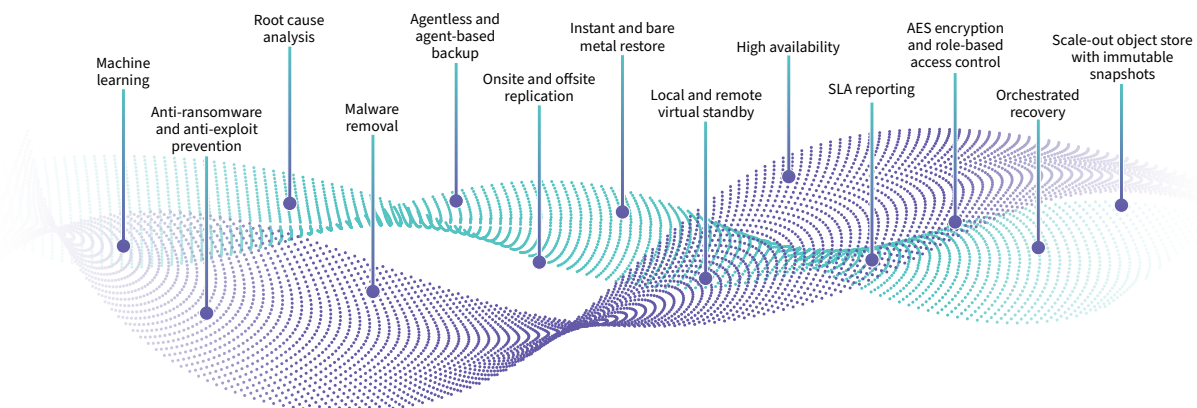 Machine
learning
Anti-ransomware
and anti-exploit
prevention
Root cause
analysis
Malware
removal
Agentless and
agent-based
backup
Onsite and offsite
replication
Instant and bare
metal restore
Local and remote
virtual standby
High availability
SLA reporting
AES encryption
and role-based
access control
Orchestrated
recovery
Scale-out object store
with immutable
snapshots